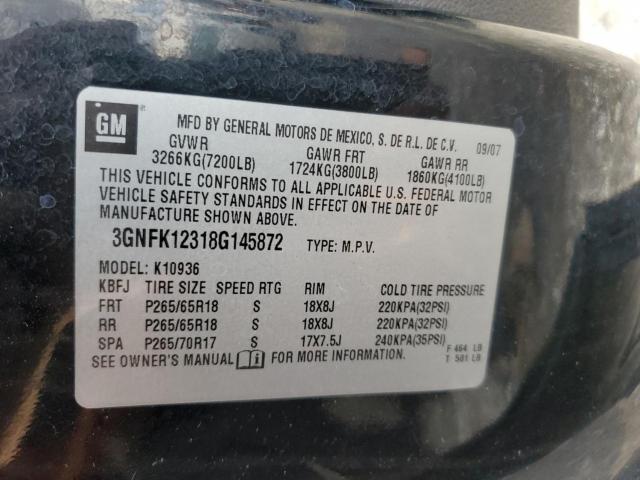 GM
MFD BY GENERAL MOTORS DE MEXICO, S. DE R.L. DE C.V. 09/07
GVWR GAWR FRT GAWR RR
3266KG(7200LB) 1724KG(3800LB) 1860KG(4100LB)
THIS VEHICLE CONFORMS TO ALL APPLICABLE U.S. FEDERAL MOTOR
VEHICLE SAFETY STANDARDS IN EFFECT ON THE DATE OF
MANUFACTURE SHOWN ABOVE.
3GNFK12318G145872 TYPE: M.P.V.
MODEL: K10936
KBFJ TIRE SIZE SPEED RTG RIM COLD TIRE PRESSURE
FRT P265/65R18 S 18X8J 220KPA(32PSI)
RR P265/65R18 S 18X8J 220KPA(32PSI)
SPA P265/70R17 S 17X7.5J 240KPA(35PSI)
SEE OWNER'S MANUAL FOR MORE INFORMATION.
F 464 LB
T 501 LB